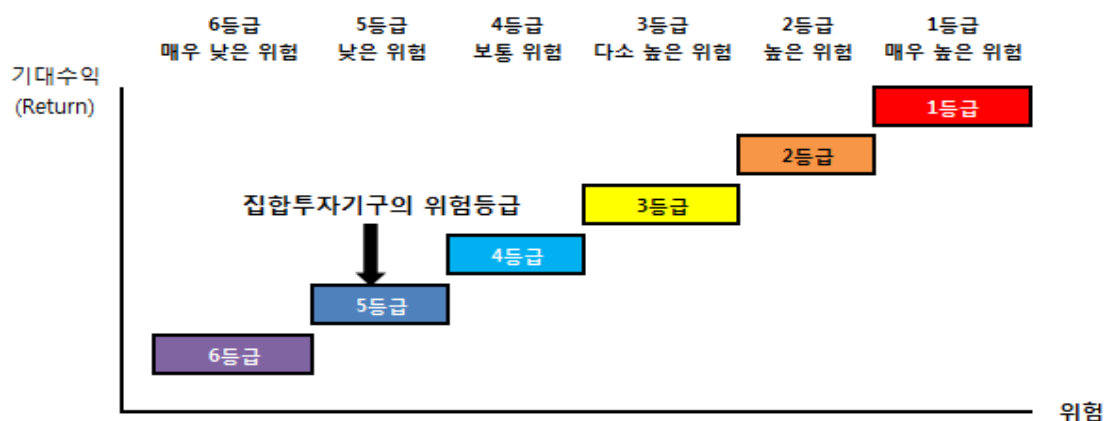 6등급 5등급 4등급 3등급 2등급 1등급
매우 낮은 위험 낮은 위험 보통 위험 다소 높은 위험 높은 위험 매우 높은 위험
기대수익
(Return)
1등급
2등급
집합투자기구의 위험등급
3등급
4등급
5등급
6등급
위험